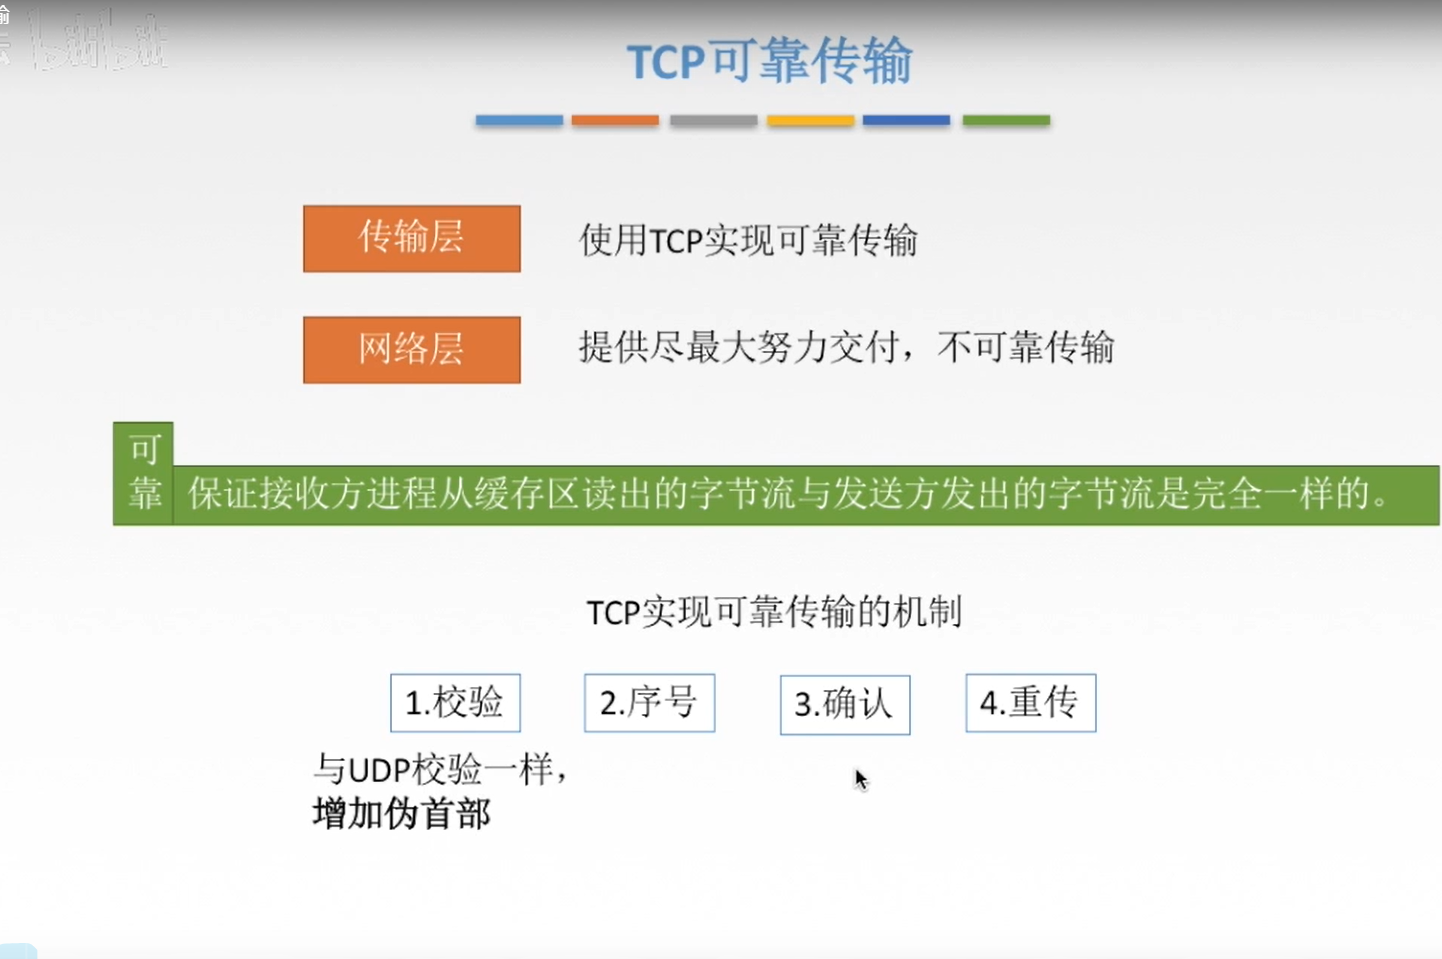 输
bilibili
TCP可靠传输
传输层
使用TCP实现可靠传输
网络层
提供尽最大努力交付，不可靠传输
可靠
保证接收方进程从缓存区读出的字节流与发送方发出的字节流是完全一样的。
TCP实现可靠传输的机制
1.校验
2.序号
3.确认
4.重传
与UDP校验一样，
增加伪首部